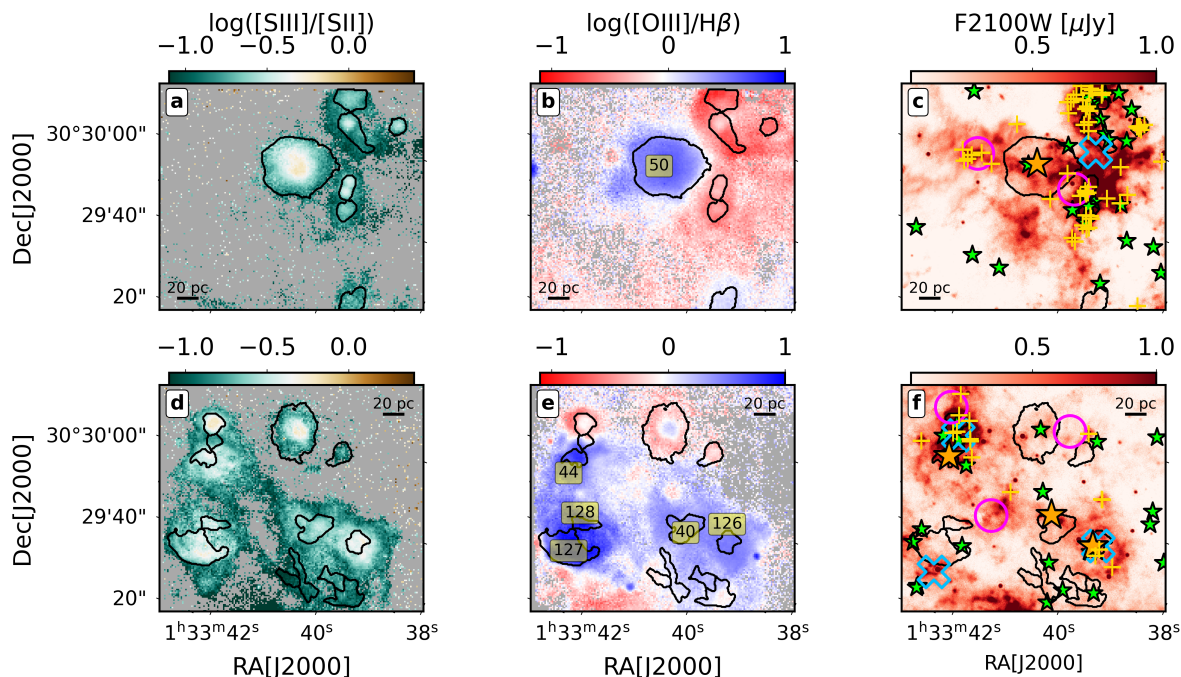 log([SIII]/[SII])
−1.0 −0.5 0.0
log([OIII]/Hβ)
−1 0 1
F2100W [μJy]
0.5 1.0
Dec[J2000]
30°30'00"
29'40"
20"
a
20 pc
b
50
20 pc
c
20 pc
−1.0 −0.5 0.0
−1 0 1
0.5 1.0
Dec[J2000]
30°30'00"
29'40"
20"
d
20 pc
e
20 pc
44
128
127
40
126
f
20 pc
1ʰ33ᵐ42ˢ 40ˢ 38ˢ
RA[J2000]
1ʰ33ᵐ42ˢ 40ˢ 38ˢ
RA[J2000]
1ʰ33ᵐ42ˢ 40ˢ 38ˢ
RA[J2000]